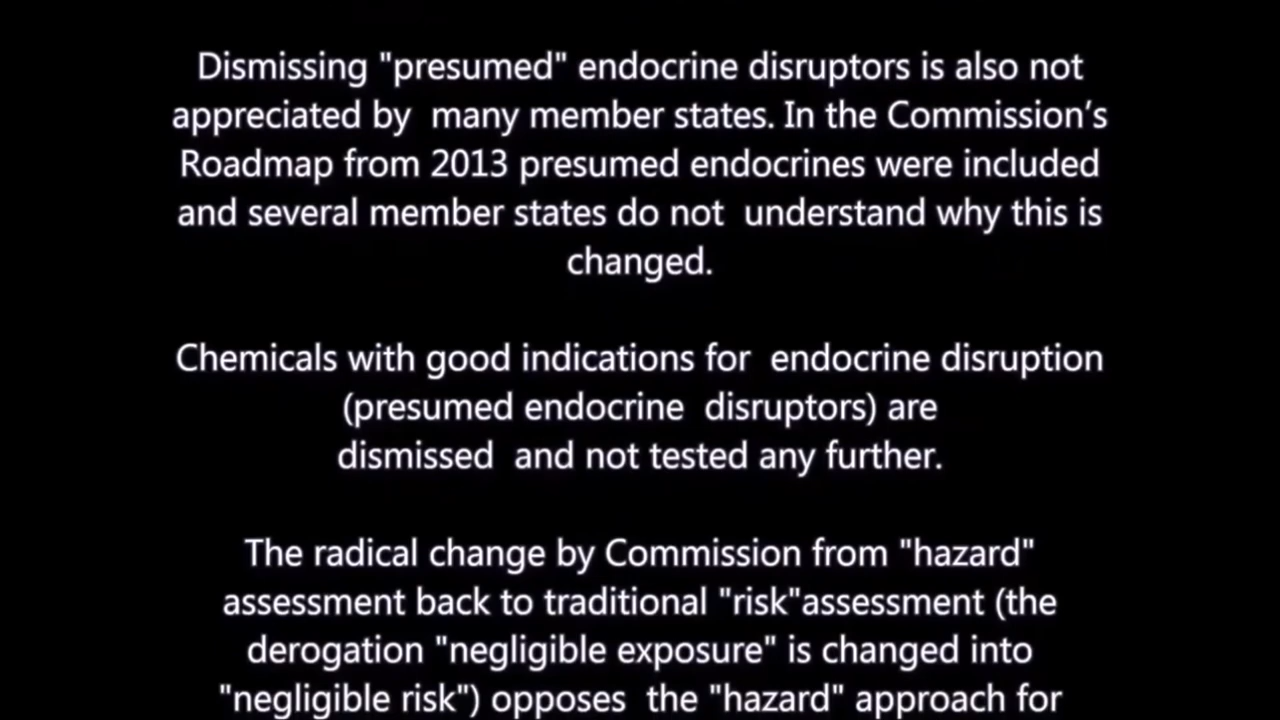 Dismissing "presumed" endocrine disruptors is also not
appreciated by  many member states. In the Commission’s
Roadmap from 2013 presumed endocrines were included
and several member states do not  understand why this is
changed.
Chemicals with good indications for  endocrine disruption
(presumed endocrine  disruptors) are
dismissed  and not tested any further.
The radical change by Commission from "hazard"
assessment back to traditional "risk"assessment (the
derogation "negligible exposure" is changed into
"negligible risk") opposes  the "hazard" approach for